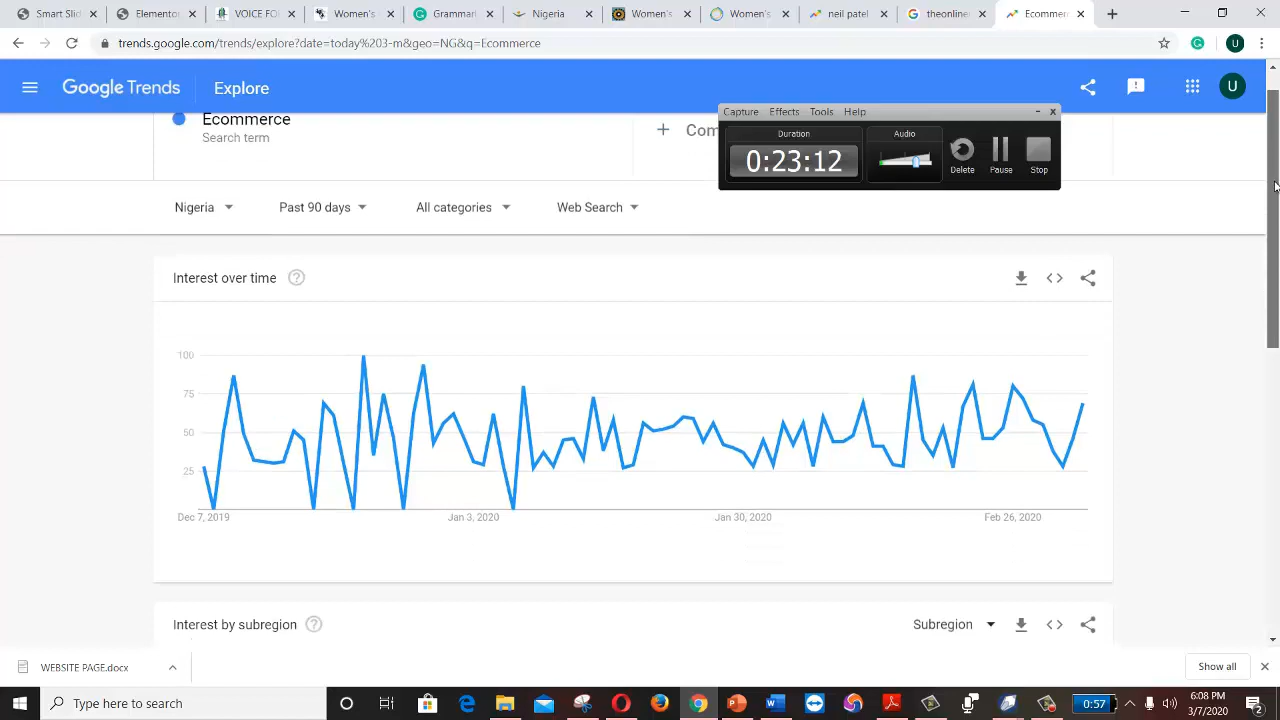 Smart Slid
Elementor
VOICE FO
Women's
Grammarl
Nigeria
Women's
Women's
neil patel
theonline
Ecomme
trends.google.com/trends/explore?date=today%203-m&geo=NG&q=Ecommerce
U
Google Trends
Explore
U
Ecommerce
Search term
+ Com
Capture Effects Tools Help
Duration
0:23:12
Audio
Delete
Pause
Stop
Nigeria
Past 90 days
All categories
Web Search
Interest over time
100
75
50
25
Dec 7, 2019
Jan 3, 2020
Jan 30, 2020
Feb 26, 2020
Interest by subregion
Subregion
WEBSITE PAGE.docx
Show all
Type here to search
0:57
6:08 PM
3/7/2020
2